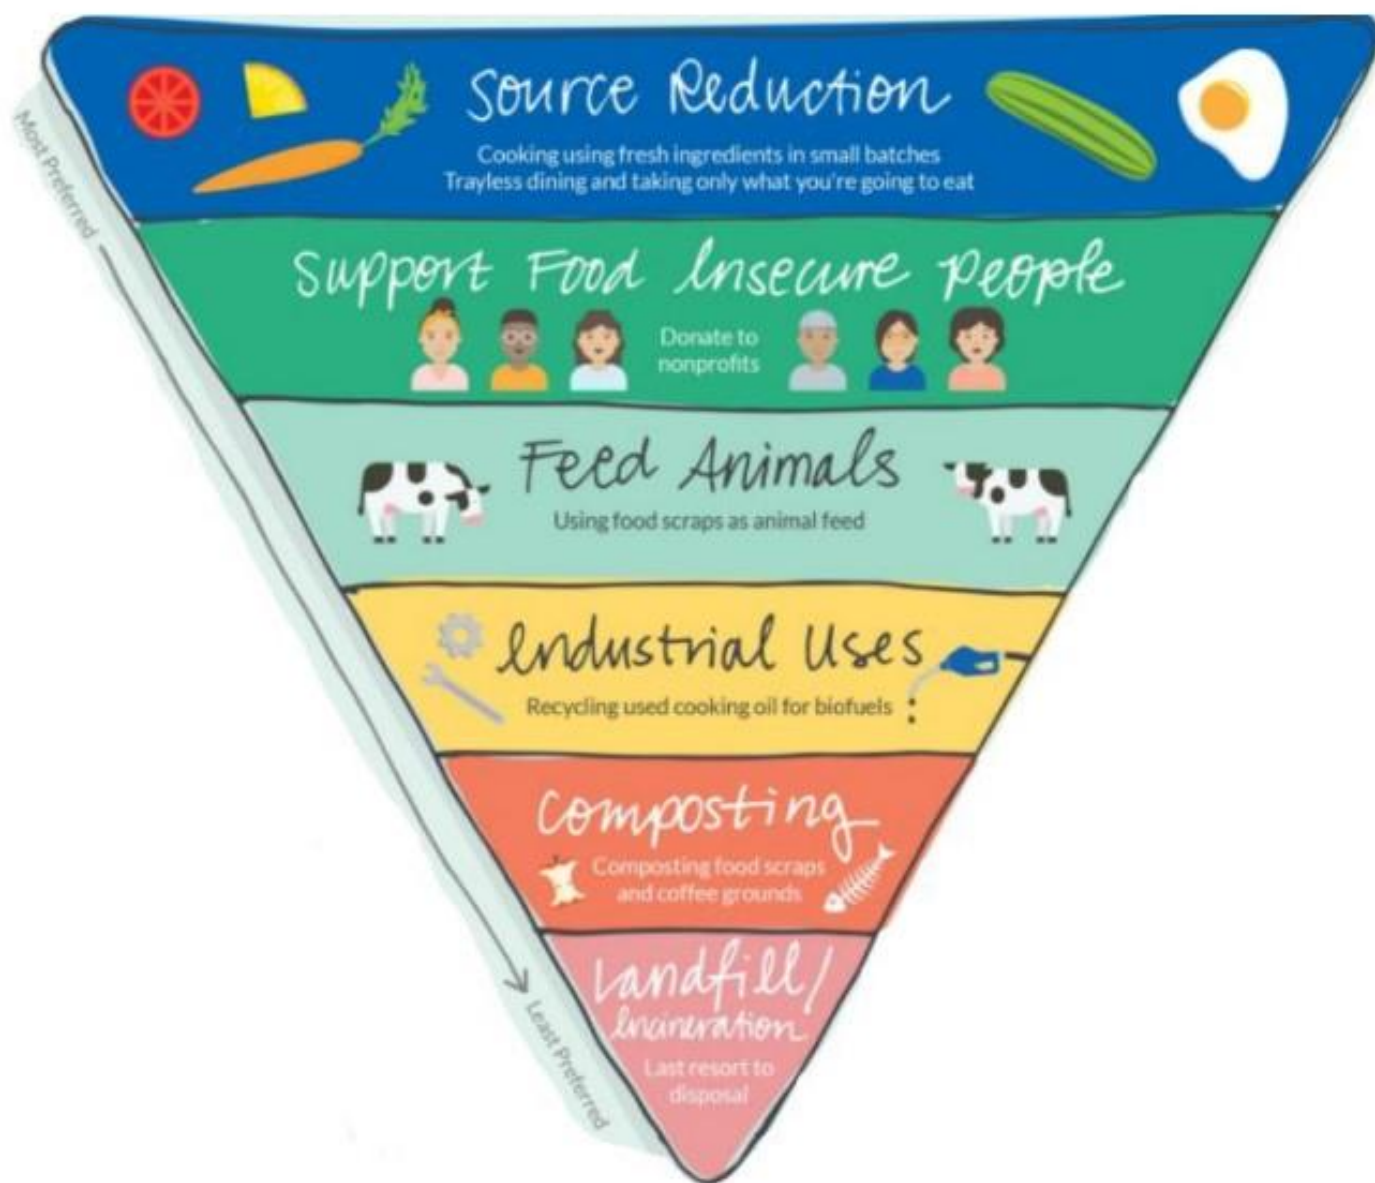 Source Reduction
Cooking using fresh ingredients in small batches
Trayless dining and taking only what you're going to eat
Most Preferred
Support Food Insecure People
Donate to
nonprofits
Feed Animals
Using food scraps as animal feed
Industrial Uses
Recycling used cooking oil for biofuels
Composting
Composting food scraps
and coffee grounds
Landfill/
Incineration
Last resort to
disposal
Least Preferred